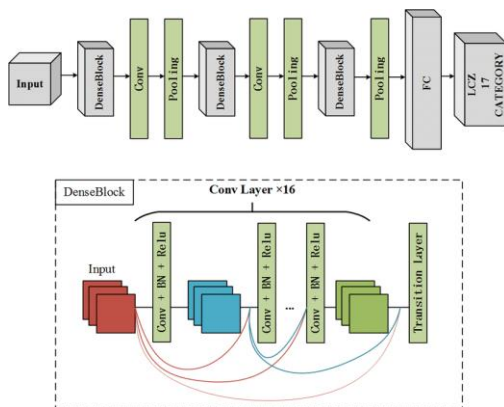 Input
DenseBlock
Conv
Pooling
DenseBlock
Conv
Pooling
DenseBlock
Pooling
FC
LCZ
17
CATEGORY
DenseBlock
Conv Layer ×16
Input
Conv + BN + Relu
Conv + BN + Relu
...
Conv + BN + Relu
Transition Layer